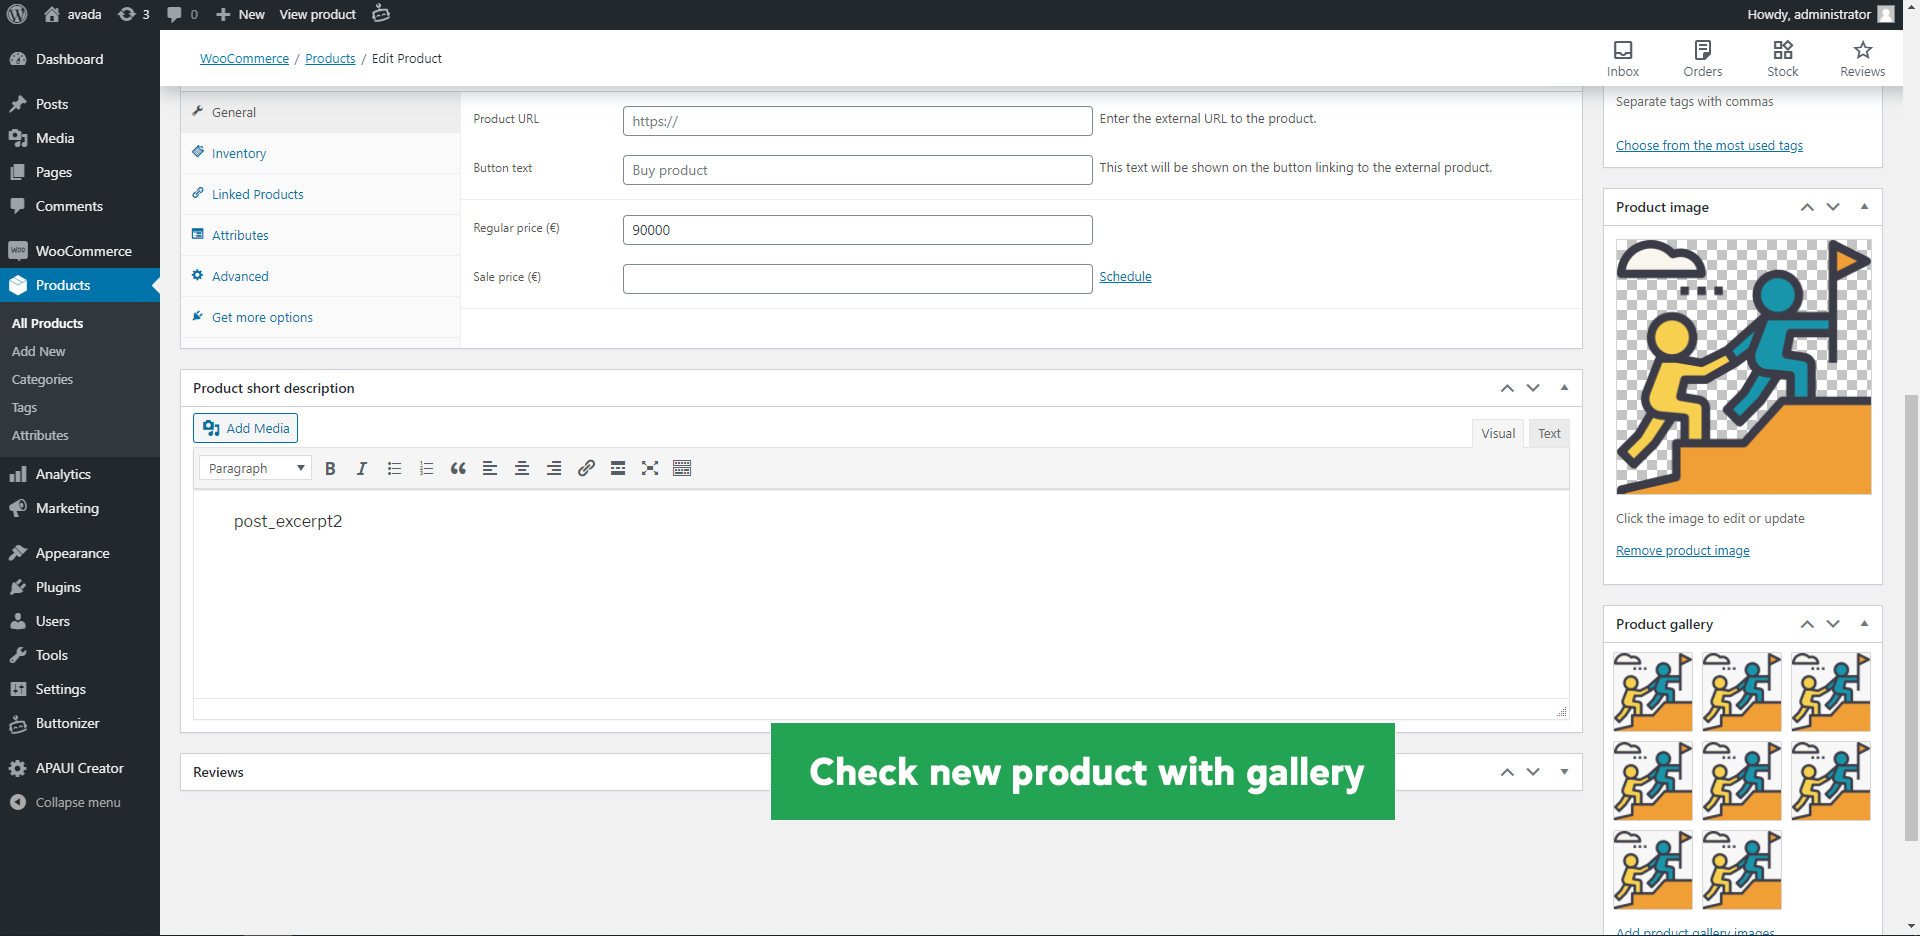 avada
3
0
New
View product
Howdy, administrator
WooCommerce / Products / Edit Product
Inbox
Orders
Stock
Reviews
Dashboard
Posts
Media
Pages
Comments
WOO
WooCommerce
Products
All Products
Add New
Categories
Tags
Attributes
Analytics
Marketing
Appearance
Plugins
Users
Tools
Settings
Buttonizer
APAUI Creator
Collapse menu
General
Inventory
Linked Products
Attributes
Advanced
Get more options
Product URL
https://
Enter the external URL to the product.
Button text
Buy product
This text will be shown on the button linking to the external product.
Regular price (€)
90000
Sale price (€)
Schedule
Product short description
Add Media
Visual
Text
Paragraph
B
I
post_excerpt2
Reviews
Check new product with gallery
Separate tags with commas
Choose from the most used tags
Product image
Click the image to edit or update
Remove product image
Product gallery
Add product gallery images